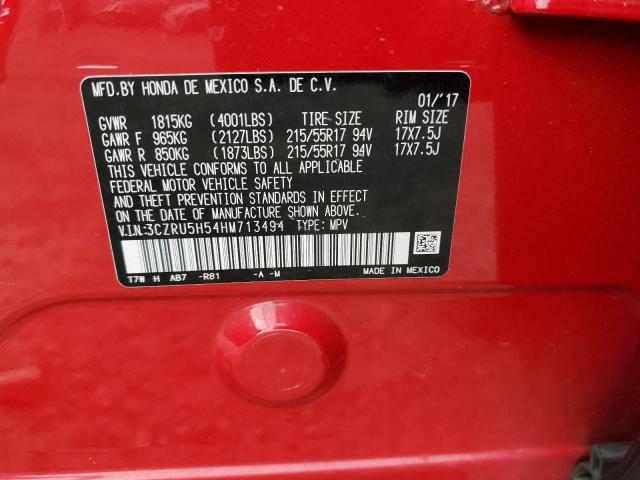 MFD.BY HONDA DE MEXICO S.A. DE C.V.
01/'17
GVWR 1815KG (4001LBS) TIRE SIZE RIM SIZE
GAWR F 965KG (2127LBS) 215/55R17 94V 17X7.5J
GAWR R 850KG (1873LBS) 215/55R17 94V 17X7.5J
THIS VEHICLE CONFORMS TO ALL APPLICABLE
FEDERAL MOTOR VEHICLE SAFETY
STANDARDS IN EFFECT
ON THE DATE OF MANUFACTURE SHOWN ABOVE.
V.I.N:3CZRU5H54HM713494 TYPE: MPV
T7W H AB7 -R81 -A -M MADE IN MEXICO